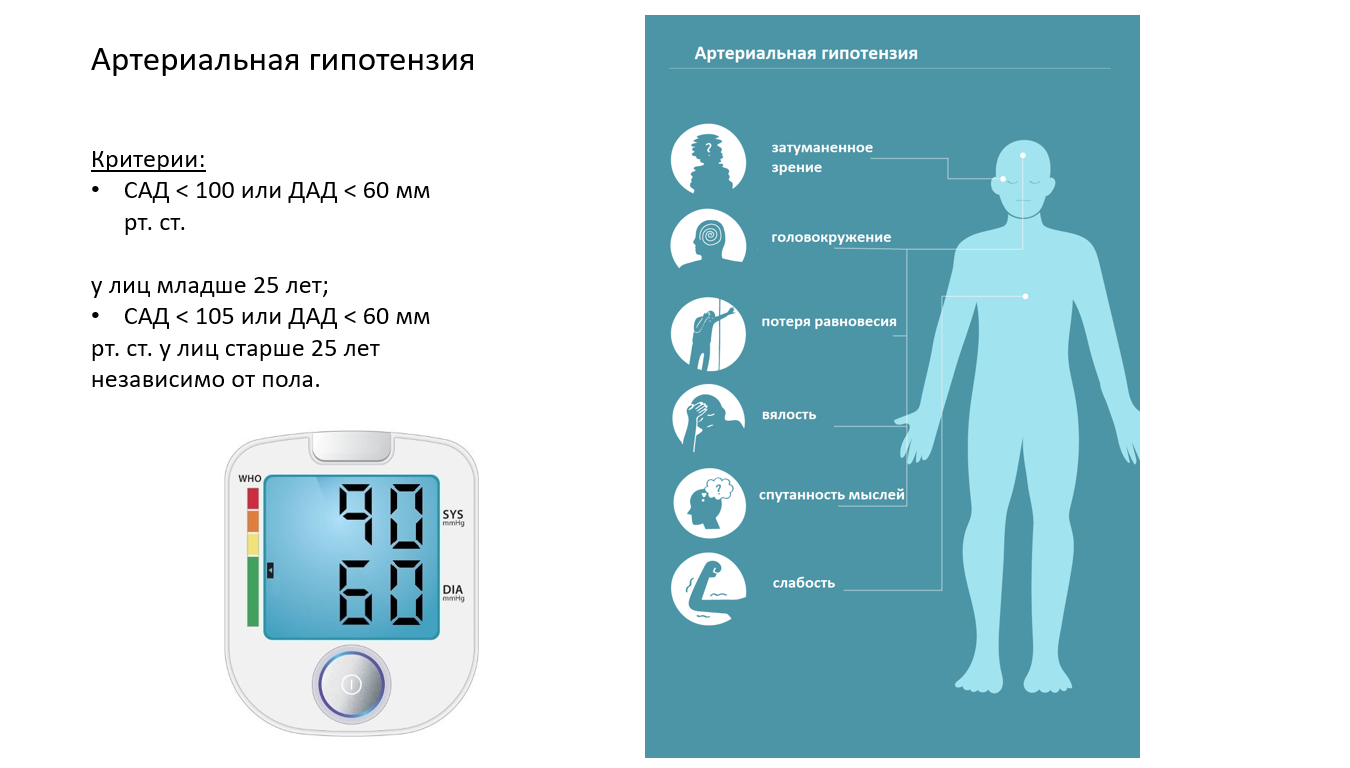 Артериальная гипотензия
Критерии:
• САД < 100 или ДАД < 60 мм
рт. ст.
у лиц младше 25 лет;
• САД < 105 или ДАД < 60 мм
рт. ст. у лиц старше 25 лет
независимо от пола.
WHO
90
SYS
mmHg
60
DIA
mmHg
Артериальная гипотензия
?
затуманенное
зрение
головокружение
потеря равновесия
вялость
?
спутанность мыслей
слабость